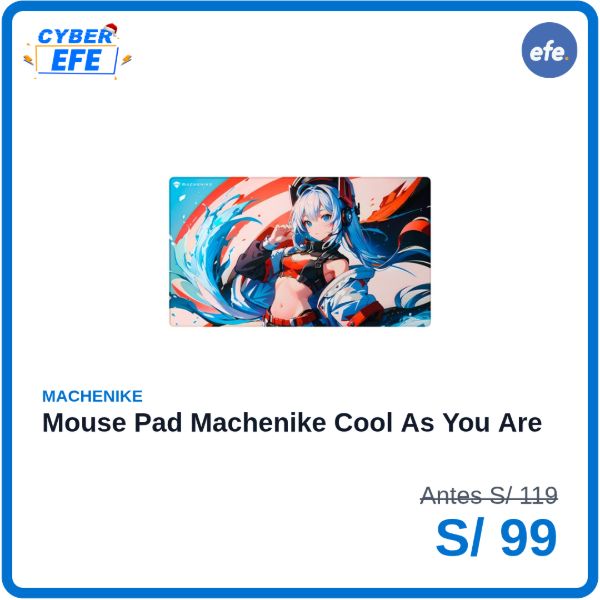 CYBER
EFE
efe.
MACHENIKE
MACHENIKE
Mouse Pad Machenike Cool As You Are
Antes S/ 119
S/ 99